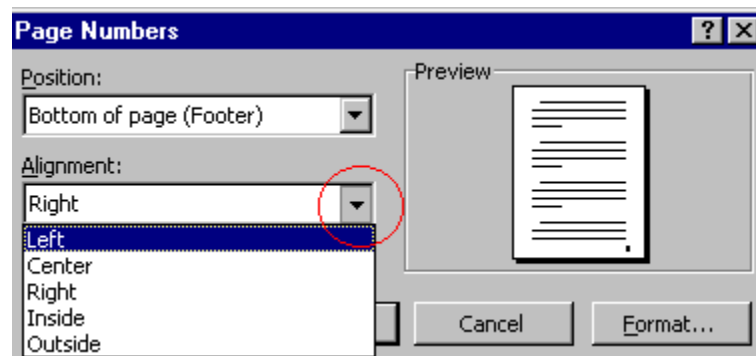 Page Numbers ? ×
Position:
Preview
Bottom of page (Footer)
Alignment:
Right
Left
Center
Right
Inside
Outside
Cancel
Format...